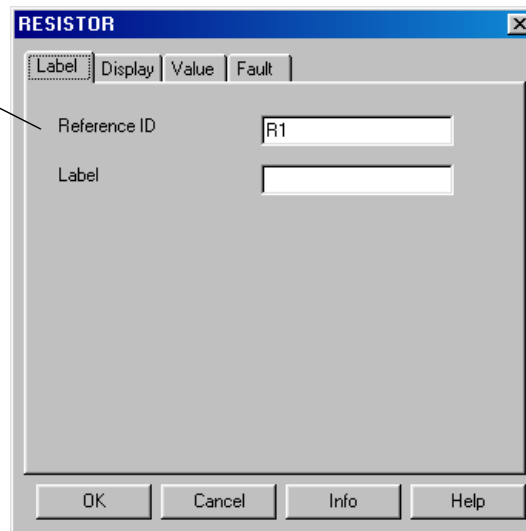 RESISTOR
Label Display Value Fault
Reference ID R1
Label
OK Cancel Info Help